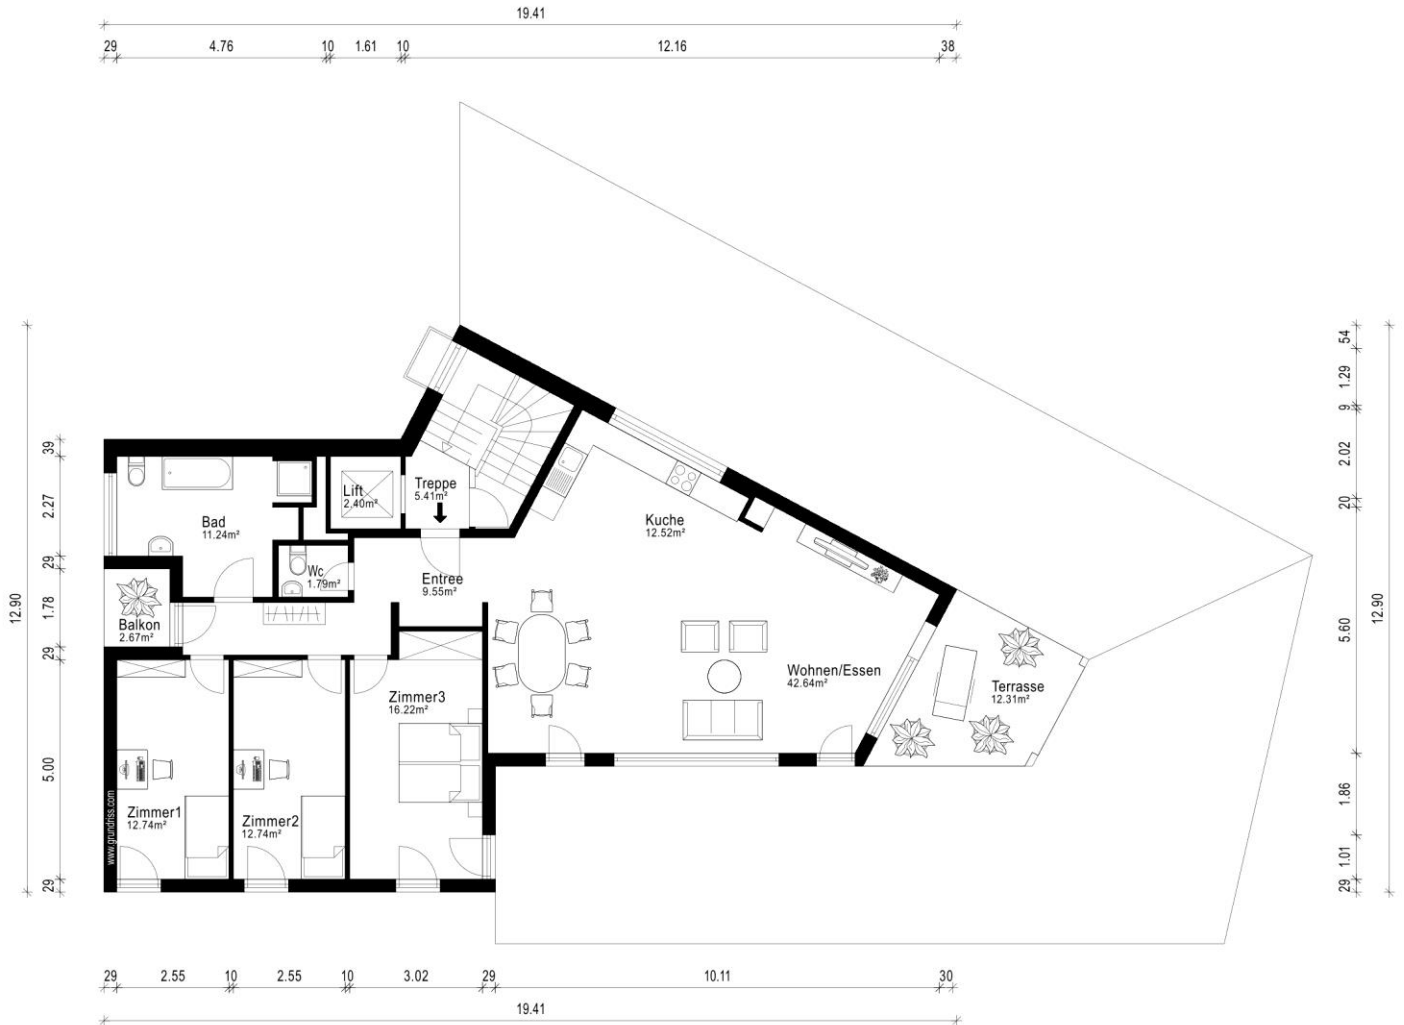 19.41
29 4.76 10 1.61 10 12.16 38
54
1.29
9
2.02
20
5.60
12.90
1.86
1.01
29
39
2.27
29
1.78
29
5.00
29
12.90
Lift
2.40m²
Treppe
5.41m²
Bad
11.24m²
Kuche
12.52m²
Wc
1.79m²
Entree
9.55m²
Balkon
2.67m²
Wohnen/Essen
42.64m²
Terrasse
12.31m²
Zimmer3
16.22m²
Zimmer1
12.74m²
Zimmer2
12.74m²
www.grundriss.com
29 2.55 10 2.55 10 3.02 29 10.11 30
19.41